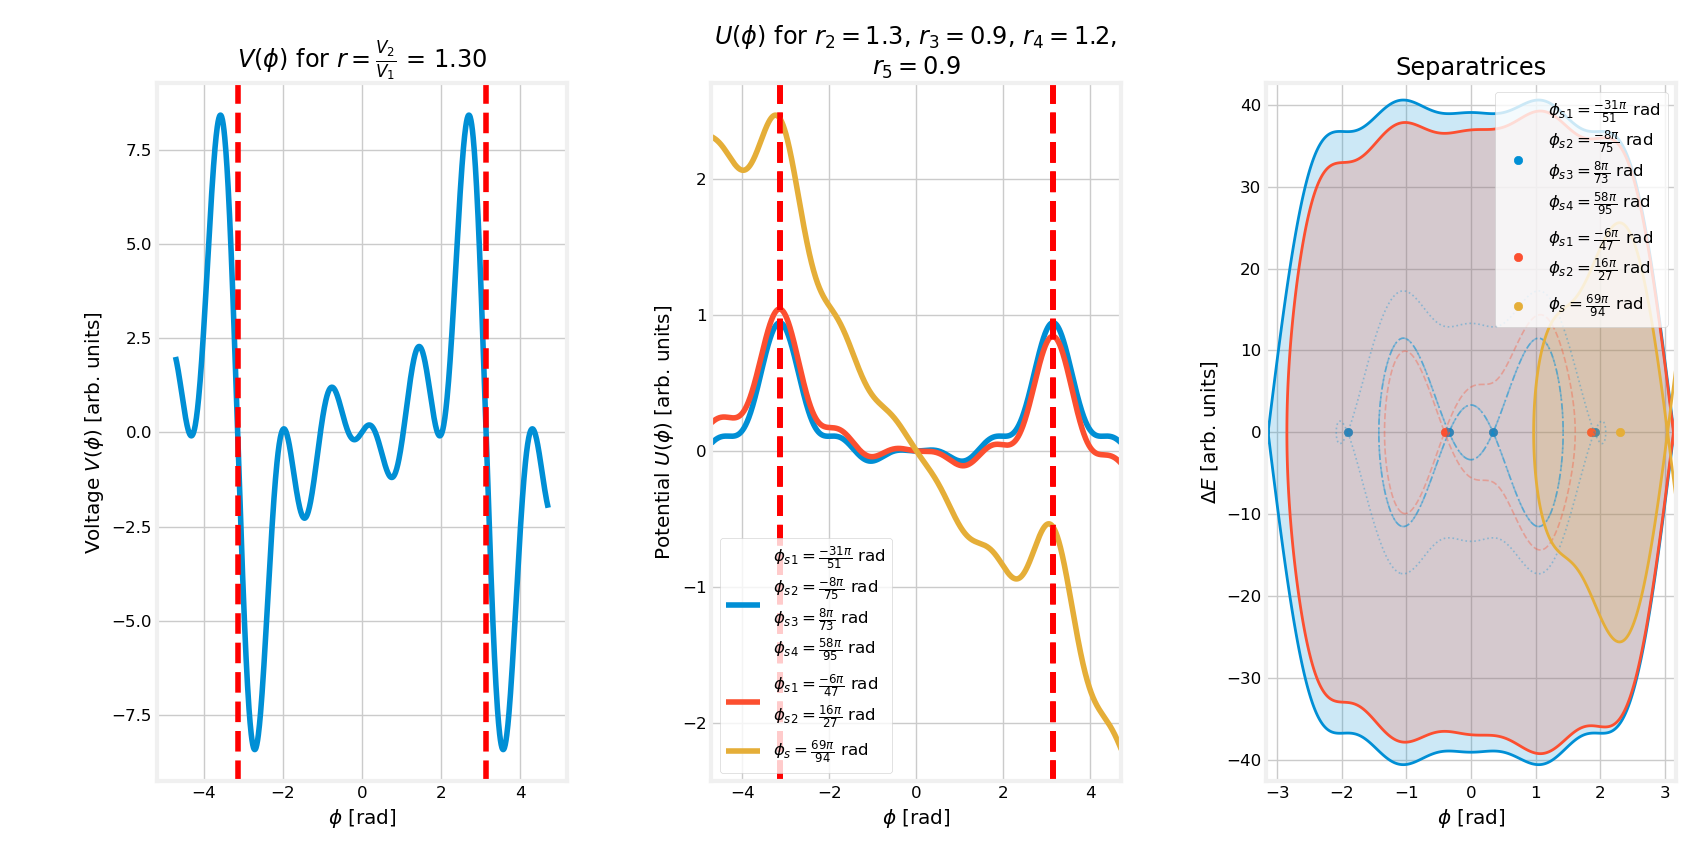 V(ϕ) for r = V₂/V₁ = 1.30
Voltage V(ϕ) [arb. units]
7.5
5.0
2.5
0.0
−2.5
−5.0
−7.5
−4 −2 0 2 4
ϕ [rad]
U(ϕ) for r₂ = 1.3, r₃ = 0.9, r₄ = 1.2,
r₅ = 0.9
Potential U(ϕ) [arb. units]
2
1
0
−1
−2
ϕs1 = −31π/51 rad
ϕs2 = −8π/75 rad
ϕs3 = 8π/73 rad
ϕs4 = 58π/95 rad
ϕs1 = −6π/47 rad
ϕs2 = 16π/27 rad
ϕs = 69π/94 rad
−4 −2 0 2 4
ϕ [rad]
Separatrices
ΔE [arb. units]
40
30
20
10
0
−10
−20
−30
−40
ϕs1 = −31π/51 rad
ϕs2 = −8π/75 rad
ϕs3 = 8π/73 rad
ϕs4 = 58π/95 rad
ϕs1 = −6π/47 rad
ϕs2 = 16π/27 rad
ϕs = 69π/94 rad
−3 −2 −1 0 1 2 3
ϕ [rad]